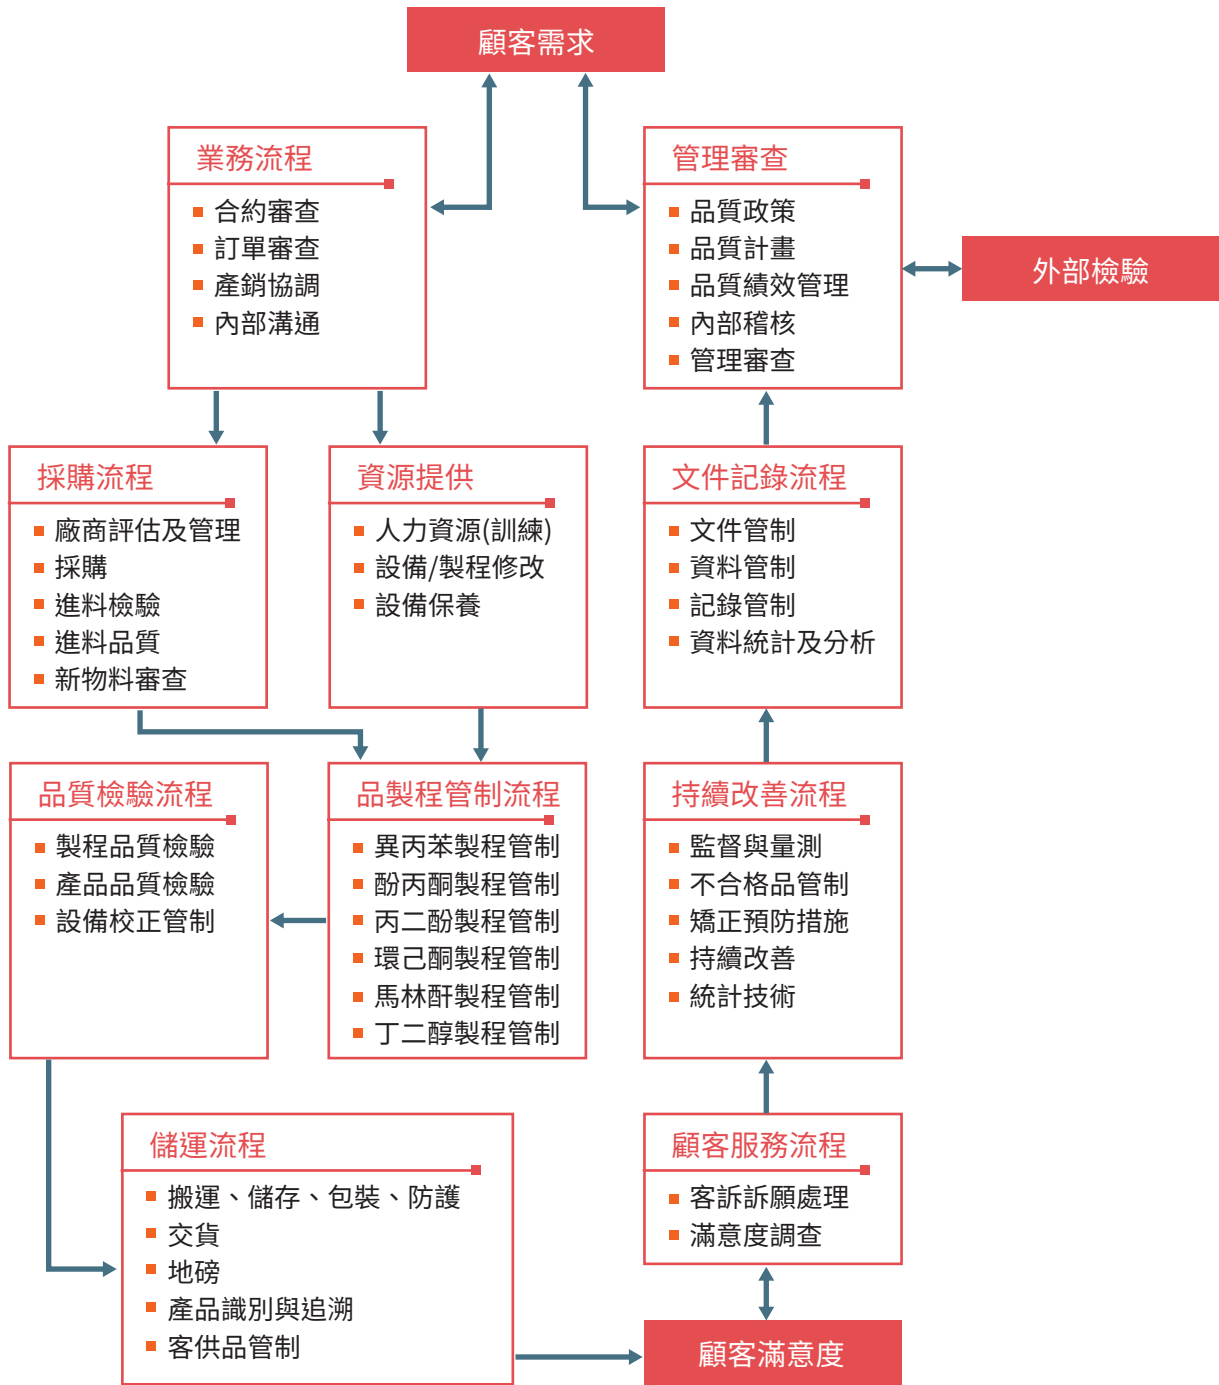 顧客需求
業務流程
合約審查
訂單審查
產銷協調
內部溝通
管理審查
品質政策
品質計畫
品質績效管理
內部稽核
管理審查
外部檢驗
採購流程
廠商評估及管理
採購
進料檢驗
進料品質
新物料審查
資源提供
人力資源(訓練)
設備/製程修改
設備保養
文件記錄流程
文件管制
資料管制
記錄管制
資料統計及分析
品質檢驗流程
製程品質檢驗
產品品質檢驗
設備校正管制
品製程管制流程
異丙苯製程管制
酚丙酮製程管制
丙二酚製程管制
環己酮製程管制
馬林酐製程管制
丁二醇製程管制
持續改善流程
監督與量測
不合格品管制
矯正預防措施
持續改善
統計技術
儲運流程
搬運、儲存、包裝、防護
交貨
地磅
產品識別與追溯
客供品管制
顧客服務流程
客訴訴願處理
滿意度調查
顧客滿意度